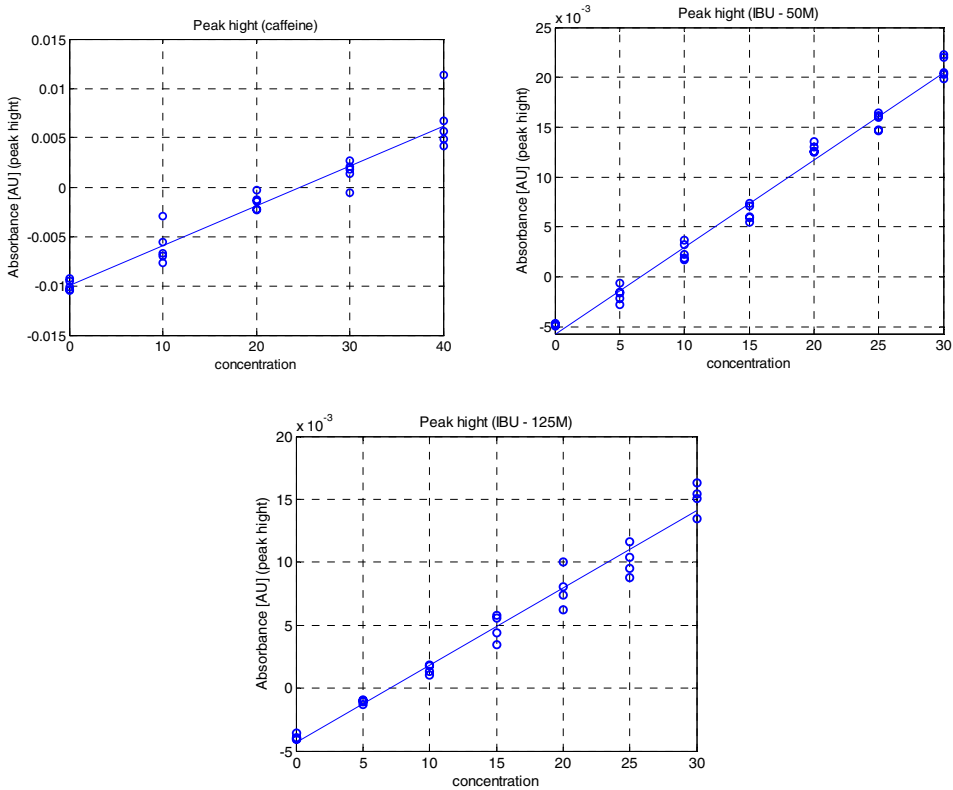 Peak hight (caffeine)
Absorbance [AU] (peak hight)
0.015
0.01
0.005
0
-0.005
-0.01
-0.015
0 10 20 30 40
concentration
Peak hight (IBU - 50M)
x 10-3
Absorbance [AU] (peak hight)
25
20
15
10
5
0
-5
0 5 10 15 20 25 30
concentration
Peak hight (IBU - 125M)
x 10-3
Absorbance [AU] (peak hight)
20
15
10
5
0
-5
0 5 10 15 20 25 30
concentration